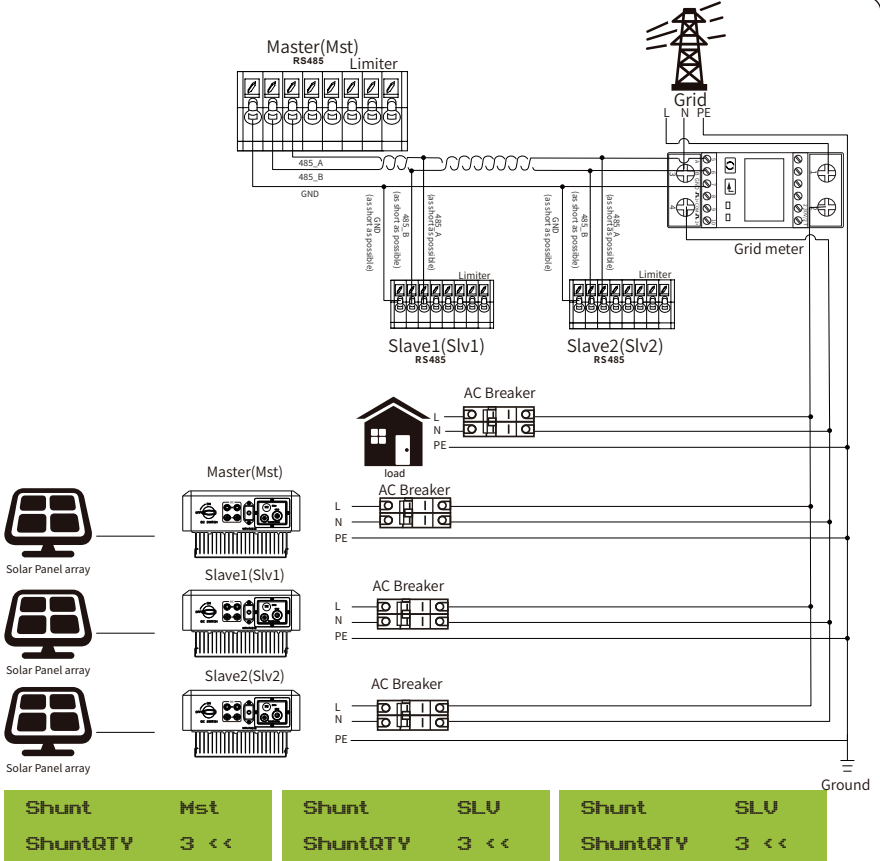 Master(Mst)
RS485
Limiter
Grid
L N PE
485_A
485_B
GND
GND
(as short as possible)
485_B
(as short as possible)
485_A
(as short as possible)
GND
(as short as possible)
485_B
(as short as possible)
485_A
(as short as possible)
Grid meter
Limiter
Limiter
Slave1(Slv1)
RS485
Slave2(Slv2)
RS485
AC Breaker
L
N
PE
load
Master(Mst)
AC Breaker
L
N
PE
Solar Panel array
Slave1(Slv1)
AC Breaker
L
N
PE
Solar Panel array
Slave2(Slv2)
AC Breaker
L
N
PE
Solar Panel array
Ground
Shunt Mst
ShuntQTY 3 <<
Shunt SLV
ShuntQTY 3 <<
Shunt SLV
ShuntQTY 3 <<